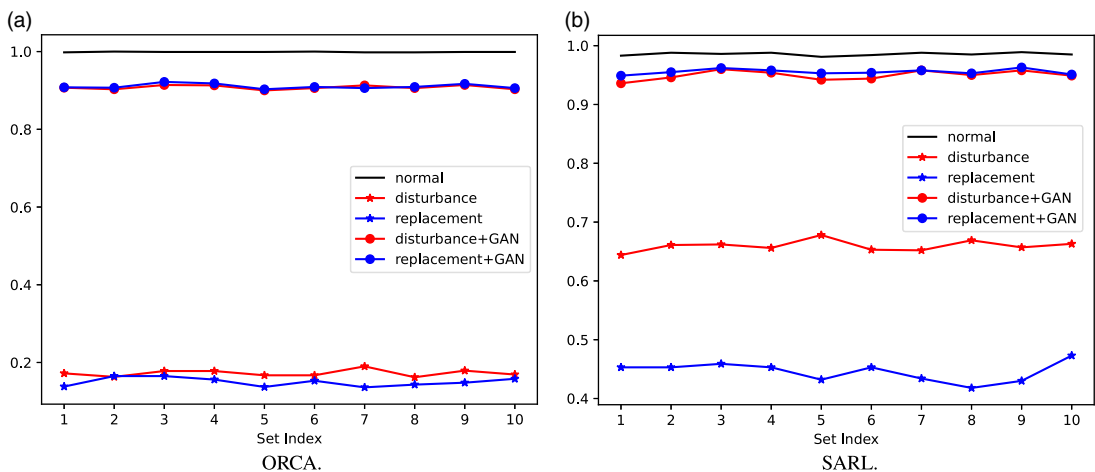 (a)
1.0
0.8
0.6
0.4
0.2
normal
disturbance
replacement
disturbance+GAN
replacement+GAN
1 2 3 4 5 6 7 8 9 10
Set Index
ORCA.
(b)
1.0
0.9
0.8
0.7
0.6
0.5
0.4
normal
disturbance
replacement
disturbance+GAN
replacement+GAN
1 2 3 4 5 6 7 8 9 10
Set Index
SARL.